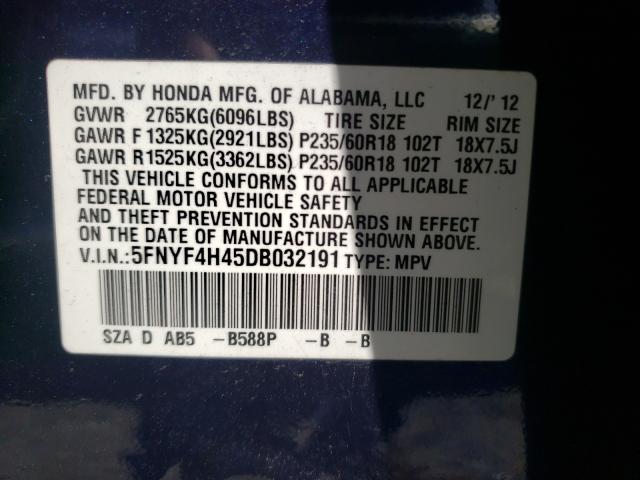 MFD. BY HONDA MFG. OF ALABAMA, LLC 12/' 12
GVWR 2765KG(6096LBS) TIRE SIZE RIM SIZE
GAWR F 1325KG(2921LBS) P235/60R18 102T 18X7.5J
GAWR R1525KG(3362LBS) P235/60R18 102T 18X7.5J
THIS VEHICLE CONFORMS TO ALL APPLICABLE
FEDERAL MOTOR VEHICLE SAFETY
AND THEFT PREVENTION STANDARDS IN EFFECT
ON THE DATE OF MANUFACTURE SHOWN ABOVE.
V.I.N.:5FNYF4H45DB032191 TYPE: MPV
SZA D AB5 -B588P -B -B